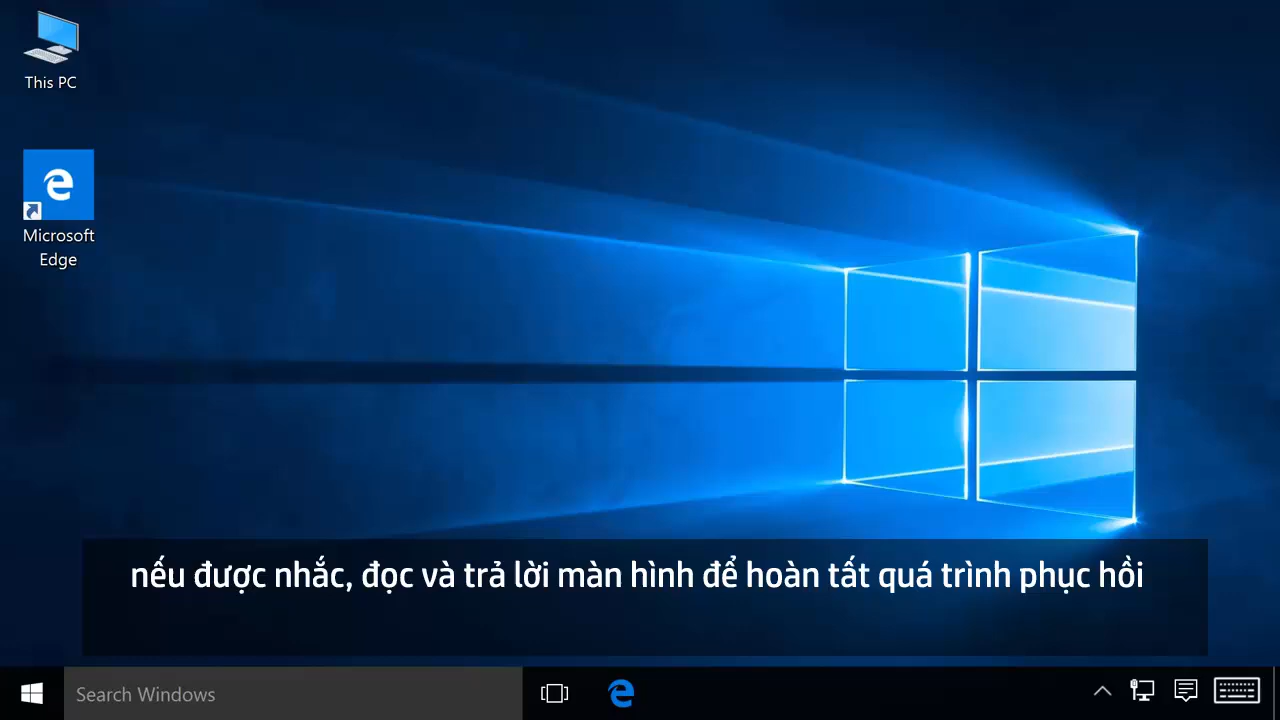 This PC
Microsoft
Edge
nếu được nhắc, đọc và trả lời màn hình để hoàn tất quá trình phục hồi
Search Windows